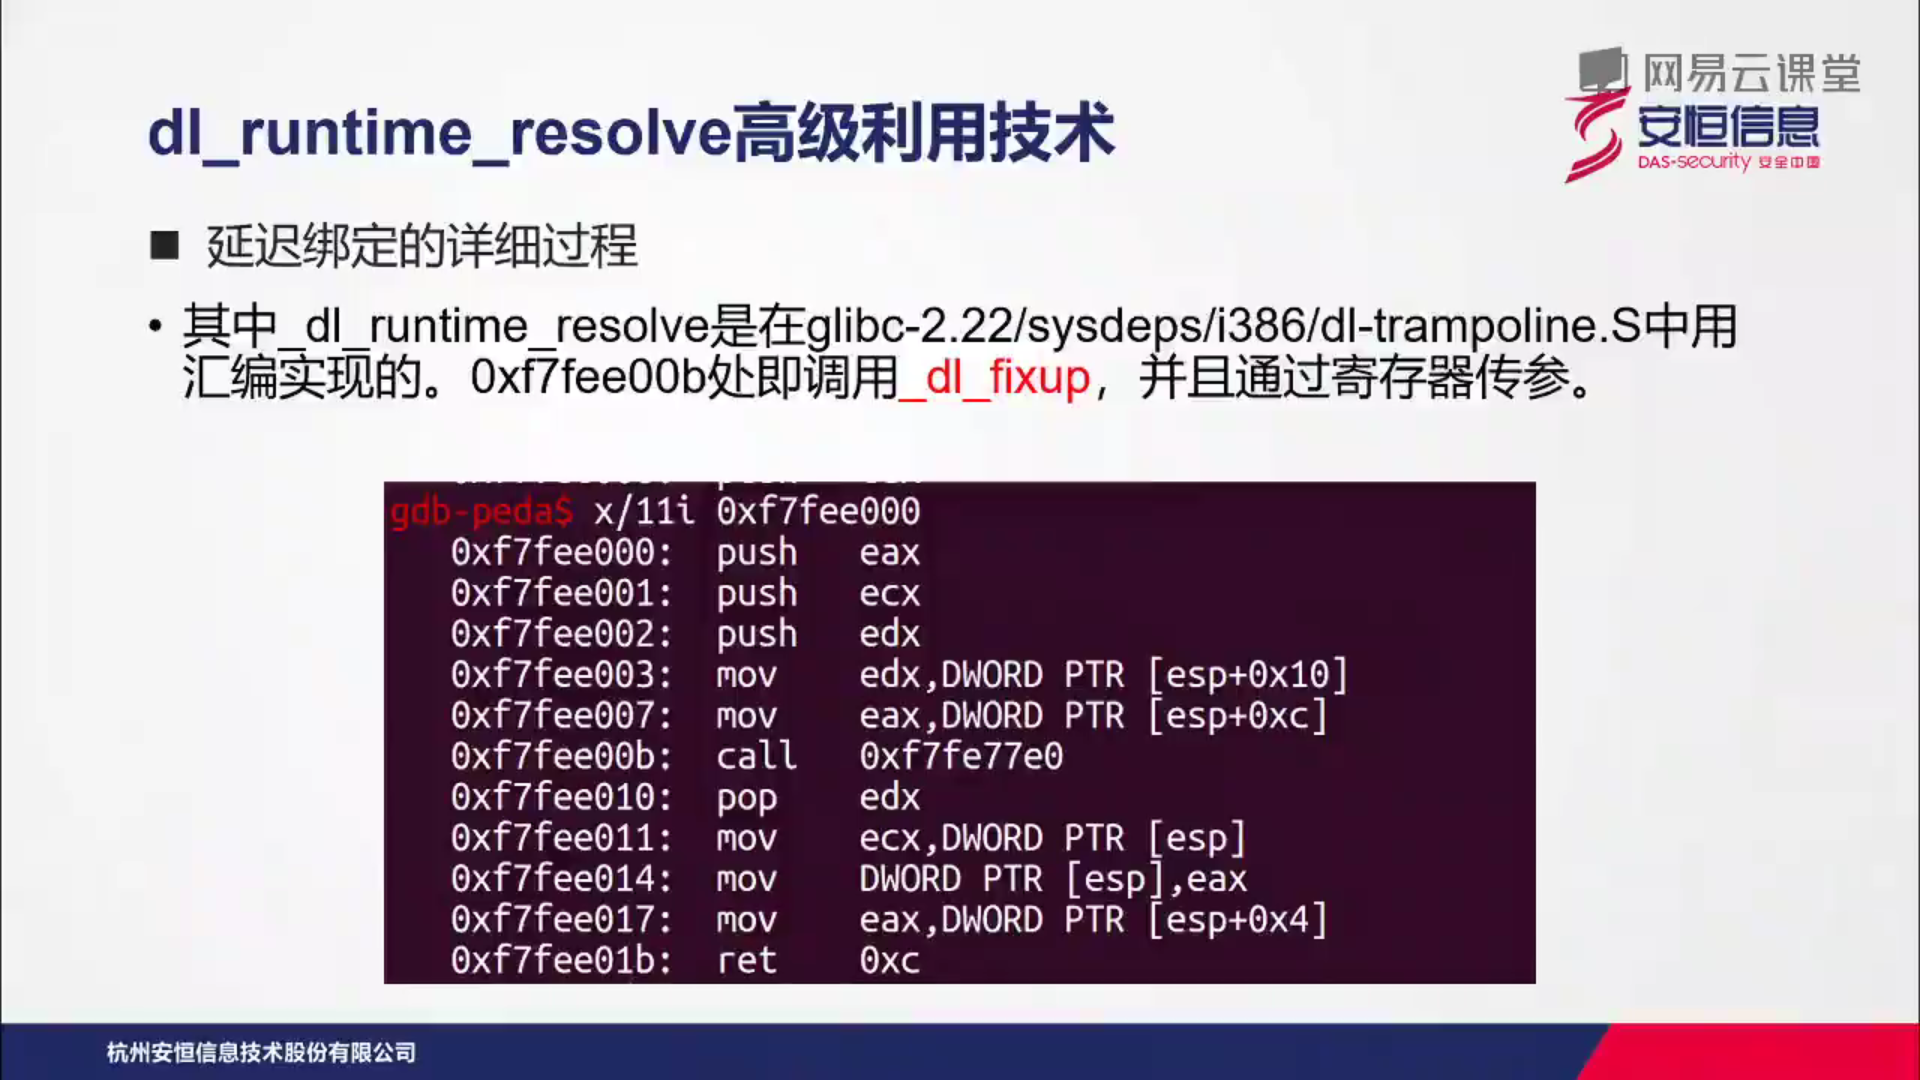 网易云课堂
安恒信息
DAS-security 安全中国
dl_runtime_resolve高级利用技术
■ 延迟绑定的详细过程
• 其中_dl_runtime_resolve是在glibc-2.22/sysdeps/i386/dl-trampoline.S中用
汇编实现的。0xf7fee00b处即调用_dl_fixup，并且通过寄存器传参。
gdb-peda$ x/11i 0xf7fee000
0xf7fee000: push eax
0xf7fee001: push ecx
0xf7fee002: push edx
0xf7fee003: mov edx,DWORD PTR [esp+0x10]
0xf7fee007: mov eax,DWORD PTR [esp+0xc]
0xf7fee00b: call 0xf7fe77e0
0xf7fee010: pop edx
0xf7fee011: mov ecx,DWORD PTR [esp]
0xf7fee014: mov DWORD PTR [esp],eax
0xf7fee017: mov eax,DWORD PTR [esp+0x4]
0xf7fee01b: ret 0xc
杭州安恒信息技术股份有限公司